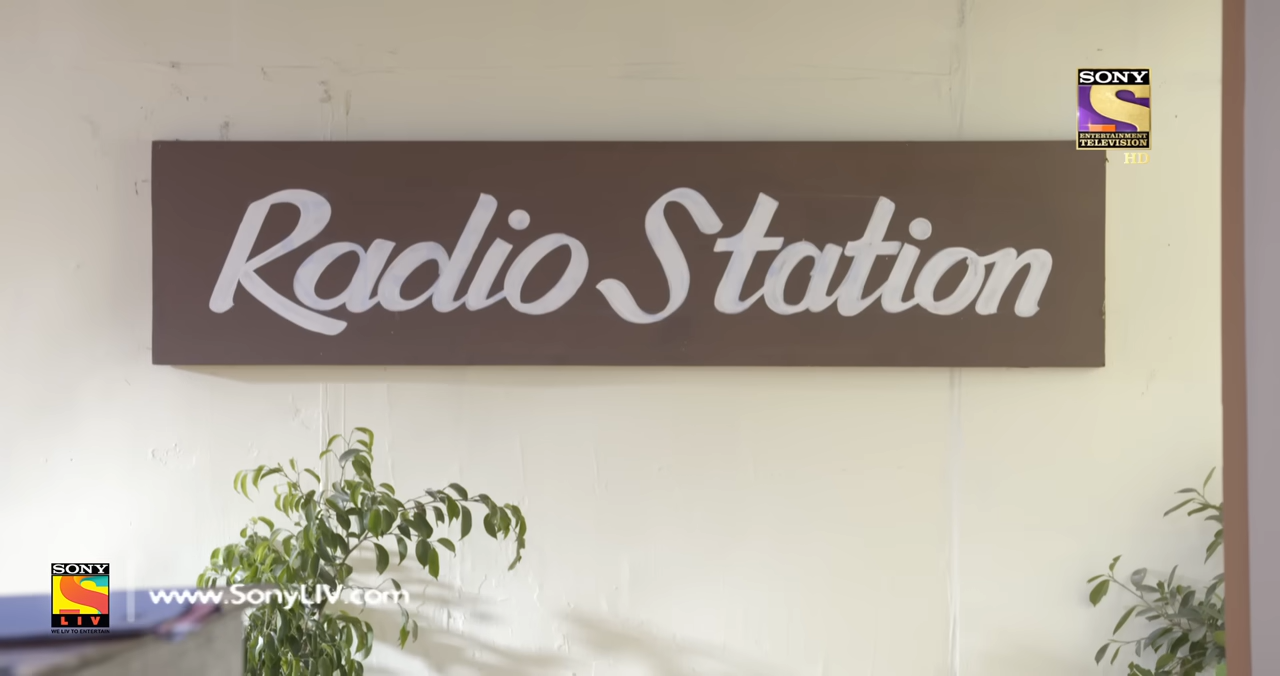 SONY
ENTERTAINMENT
TELEVISION
HD
Radio Station
SONY
LIV
WE LIV TO ENTERTAIN
www.SonyLIV.com